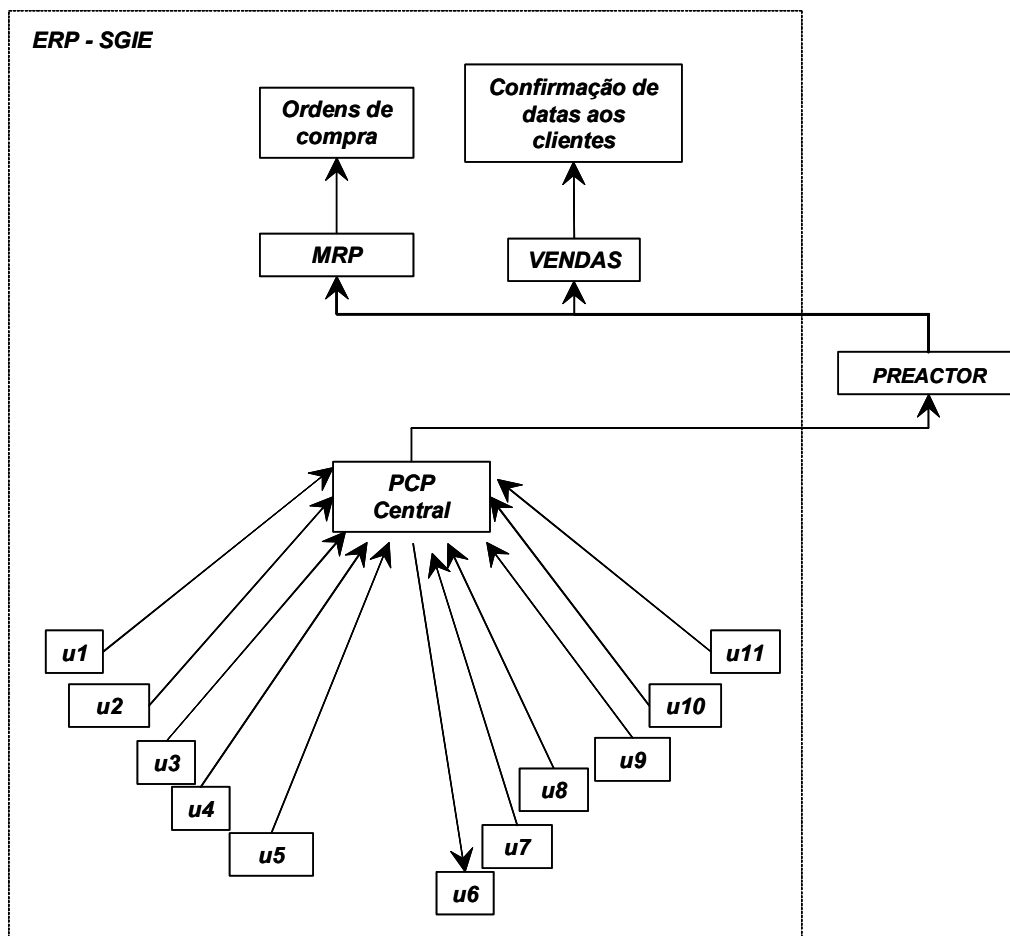 ERP - SGIE
Ordens de
compra
Confirmação de
datas aos
clientes
MRP
VENDAS
PREACTOR
PCP
Central
u1
u2
u3
u4
u5
u6
u7
u8
u9
u10
u11